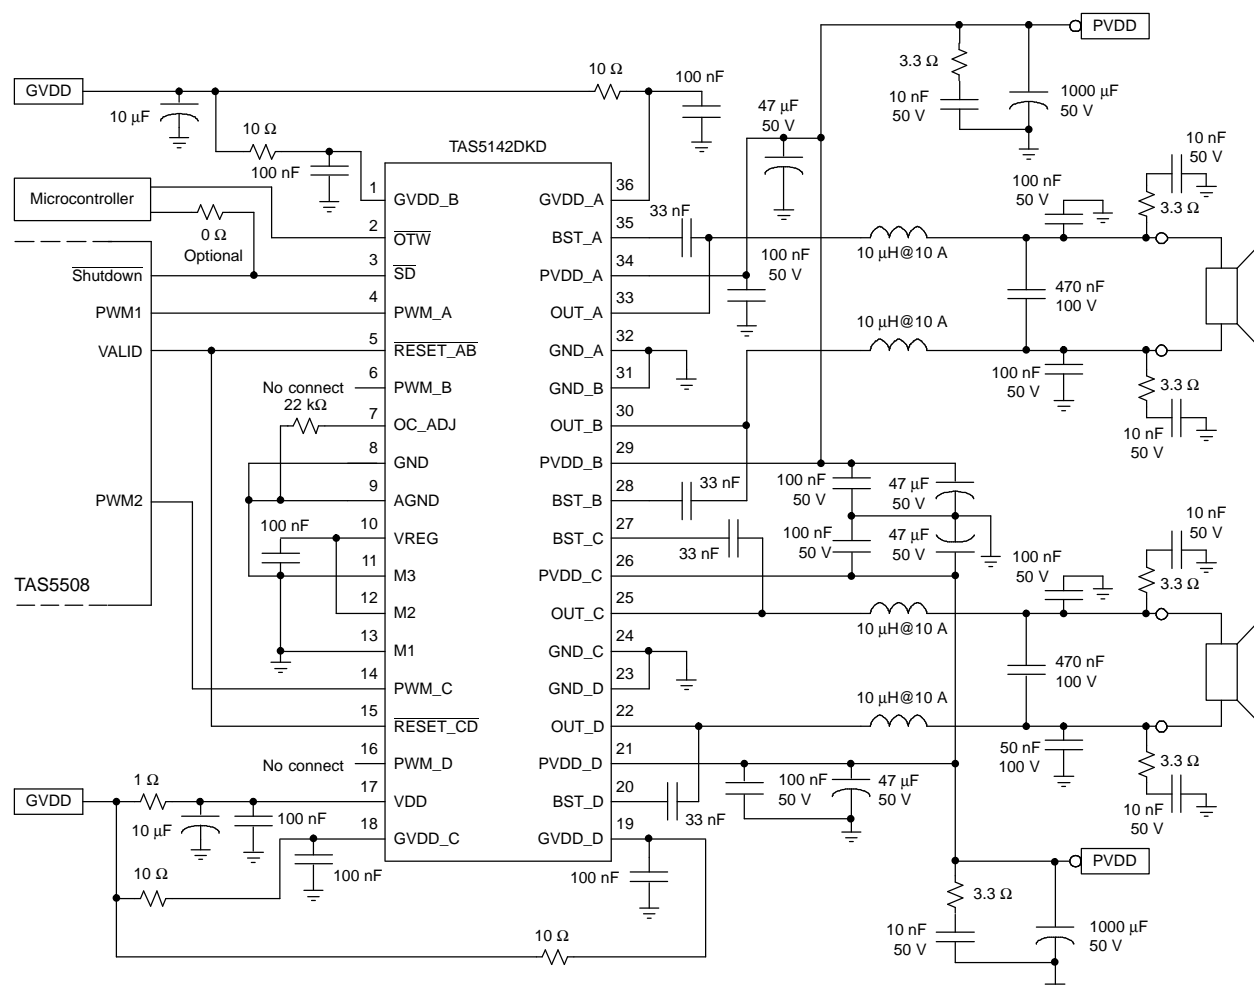 PVDD
3.3 Ω
10 nF
50 V
1000 μF
50 V
GVDD
10 μF
10 Ω
100 nF
10 Ω
100 nF
47 μF
50 V
TAS5142DKD
10 nF
50 V
100 nF
50 V
3.3 Ω
Microcontroller
0 Ω
Optional
1
GVDD_B
GVDD_A
36
2
OTW
BST_A
35
33 nF
10 μH@10 A
Shutdown
3
SD
PVDD_A
34
100 nF
50 V
470 nF
100 V
PWM1
4
PWM_A
OUT_A
33
10 μH@10 A
VALID
5
RESET_AB
GND_A
32
100 nF
50 V
3.3 Ω
10 nF
50 V
No connect
6
PWM_B
GND_B
31
22 kΩ
7
OC_ADJ
OUT_B
30
8
GND
PVDD_B
29
100 nF
50 V
47 μF
50 V
PWM2
9
AGND
BST_B
28
33 nF
100 nF
10
VREG
BST_C
27
33 nF
100 nF
50 V
47 μF
50 V
10 nF
50 V
100 nF
50 V
3.3 Ω
TAS5508
11
M3
PVDD_C
26
12
M2
OUT_C
25
10 μH@10 A
13
M1
GND_C
24
470 nF
100 V
14
PWM_C
GND_D
23
10 μH@10 A
15
RESET_CD
OUT_D
22
50 nF
100 V
3.3 Ω
10 nF
50 V
No connect
16
PWM_D
PVDD_D
21
100 nF
50 V
47 μF
50 V
GVDD
1 Ω
17
VDD
BST_D
20
33 nF
10 μF
100 nF
18
GVDD_C
GVDD_D
19
10 Ω
100 nF
100 nF
PVDD
3.3 Ω
10 nF
50 V
1000 μF
50 V
10 Ω